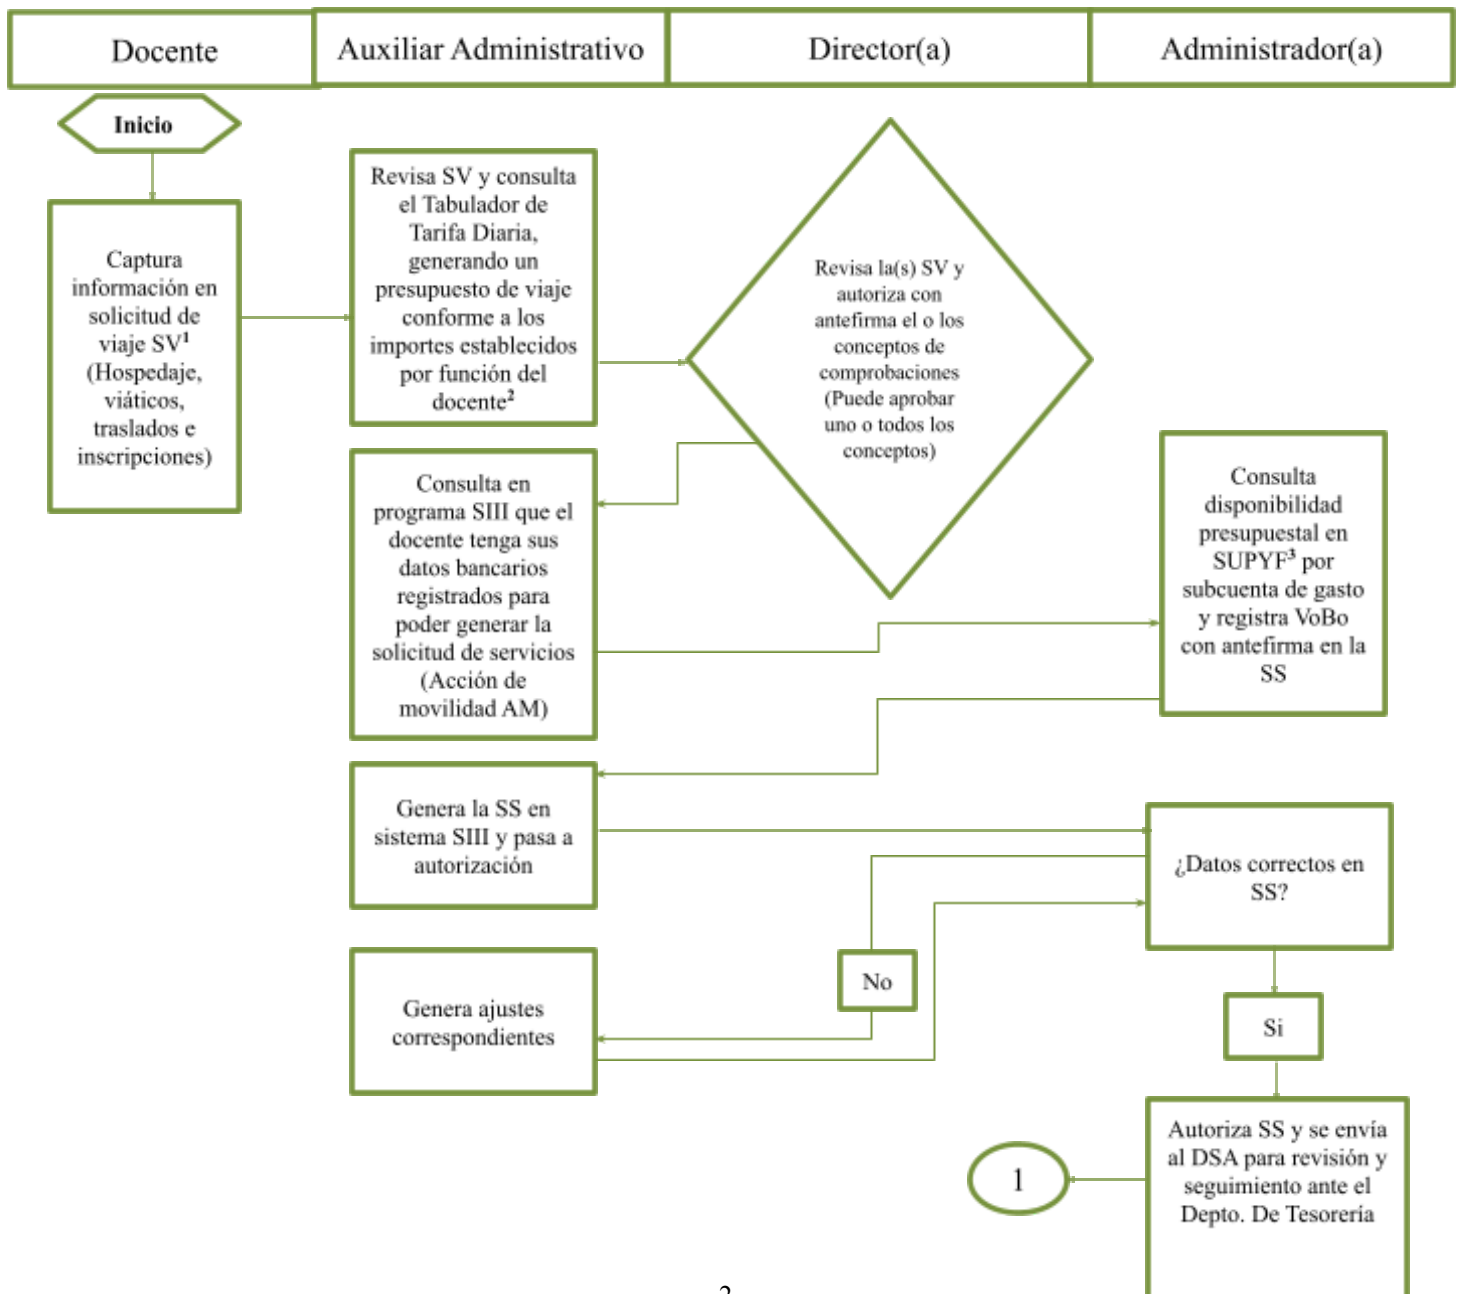 Docente
Auxiliar Administrativo
Director(a)
Administrador(a)
Inicio
Captura
información en
solicitud de
viaje SV¹
(Hospedaje,
viáticos,
traslados e
inscripciones)
Revisa SV y consulta
el Tabulador de
Tarifa Diaria,
generando un
presupuesto de viaje
conforme a los
importes establecidos
por función del
docente²
Revisa la(s) SV y
autoriza con
antefirma el o los
conceptos de
comprobaciones
(Puede aprobar
uno o todos los
conceptos)
Consulta en
programa SIII que el
docente tenga sus
datos bancarios
registrados para
poder generar la
solicitud de servicios
(Acción de
movilidad AM)
Consulta
disponibilidad
presupuestal en
SUPYF³ por
subcuenta de gasto
y registra VoBo
con antefirma en la
SS
Genera la SS en
sistema SIII y pasa a
autorización
¿Datos correctos en
SS?
No
Genera ajustes
correspondientes
Si
Autoriza SS y se envía
al DSA para revisión y
seguimiento ante el
Depto. De Tesorería
1
2